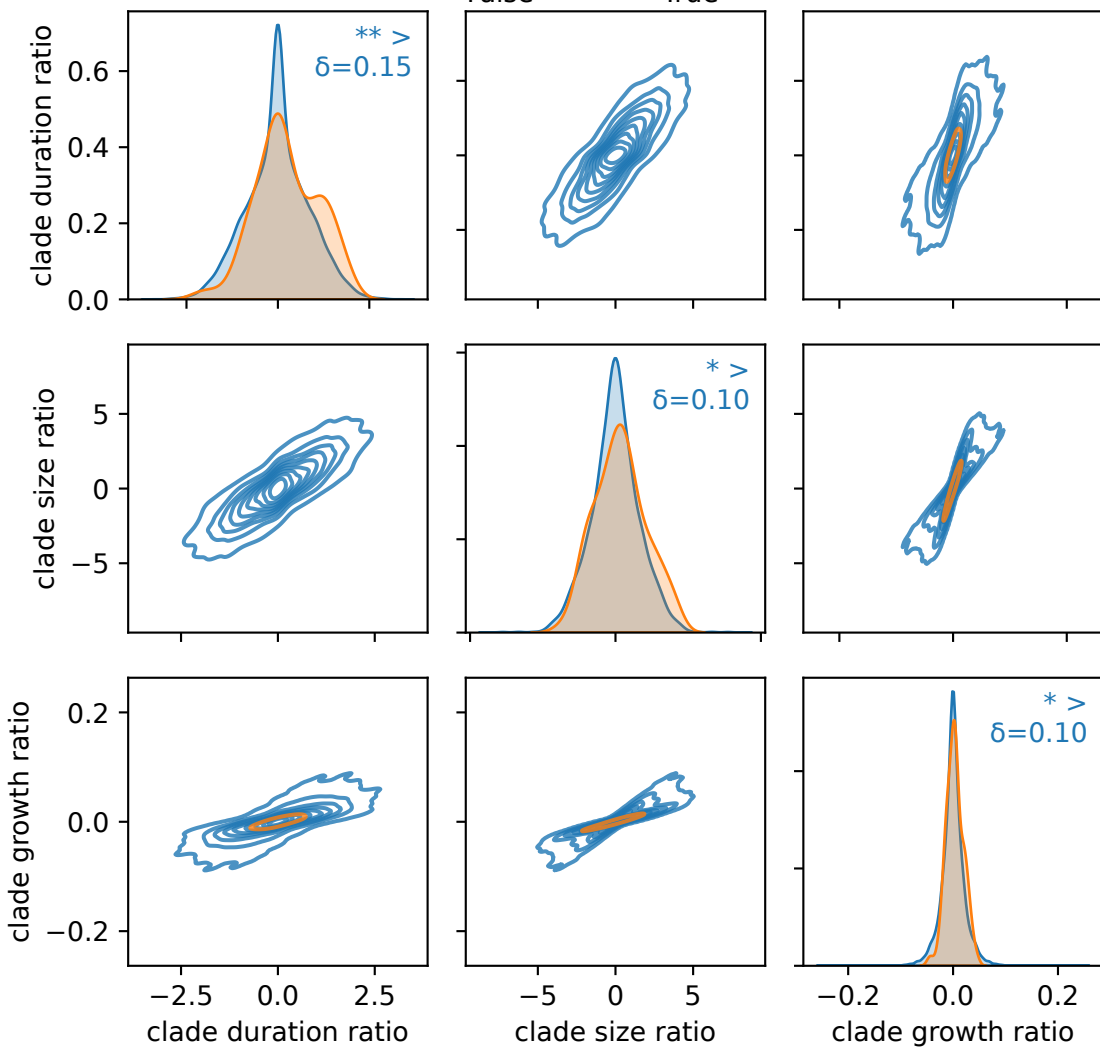 ** >
δ=0.15
clade duration ratio
0.6
0.4
0.2
0.0
* >
δ=0.10
clade size ratio
5
0
−5
* >
δ=0.10
clade growth ratio
0.2
0.0
−0.2
−2.5 0.0 2.5
−5 0 5
−0.2 0.0 0.2
clade duration ratio
clade size ratio
clade growth ratio